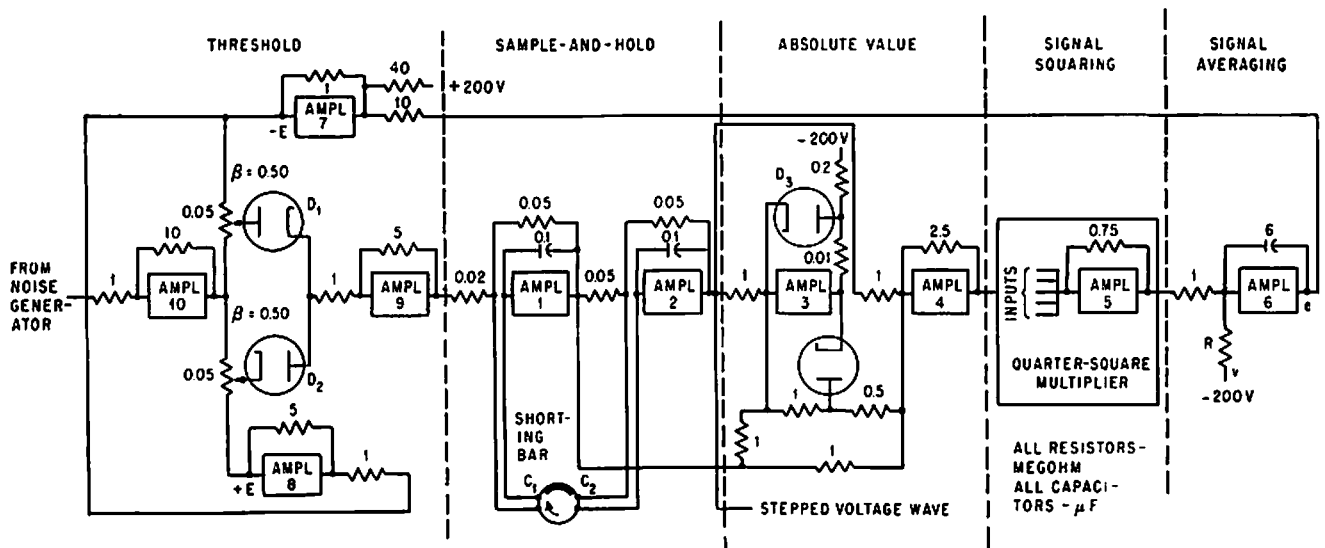 THRESHOLD
SAMPLE-AND-HOLD
ABSOLUTE VALUE
SIGNAL
SQUARING
SIGNAL
AVERAGING
40
+200V
1
10
AMPL
7
-E
β = 0.50
D1
0.05
10
FROM
NOISE
GENER-
ATOR
1
AMPL
10
β = 0.50
D2
0.05
5
1
AMPL
8
+E
1
5
AMPL
9
0.02
0.05
0.1
AMPL
1
0.05
0.05
0.1
AMPL
2
SHORT-
ING
BAR
C1
C2
-200V
D3
0.2
0.01
1
AMPL
3
1
0.5
1
1
1
2.5
AMPL
4
STEPPED VOLTAGE WAVE
INPUTS
0.75
AMPL
5
QUARTER-SQUARE
MULTIPLIER
ALL RESISTORS-
MEGOHM
ALL CAPACI-
TORS - μF
1
6
AMPL
6
e
R
-200V